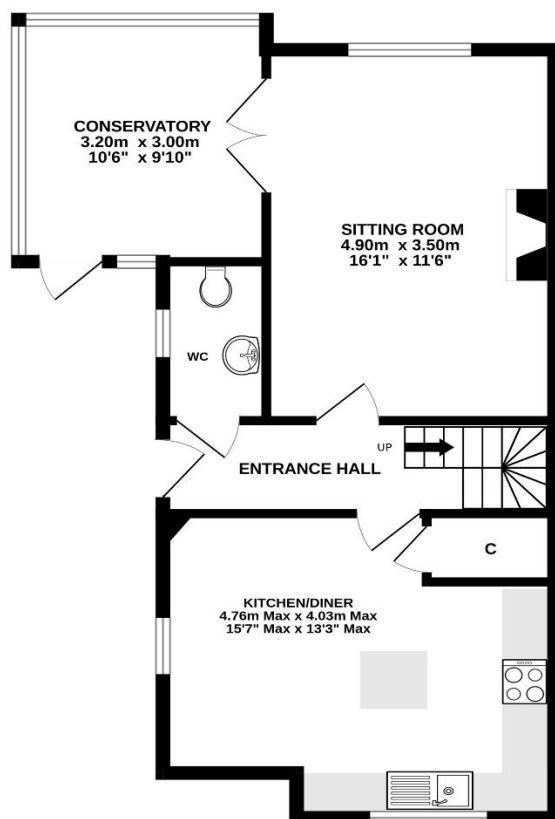 CONSERVATORY
3.20m x 3.00m
10'6" x 9'10"
SITTING ROOM
4.90m x 3.50m
16'1" x 11'6"
WC
UP
ENTRANCE HALL
C
KITCHEN/DINER
4.76m Max x 4.03m Max
15'7" Max x 13'3" Max